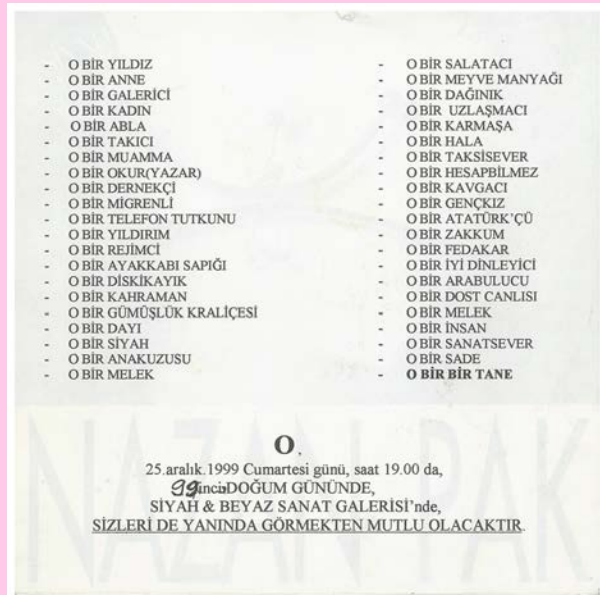 - O BİR YILDIZ
- O BİR ANNE
- O BİR GALERİCİ
- O BİR KADIN
- O BİR ABLA
- O BİR TAKICI
- O BİR MUAMMA
- O BİR OKUR(YAZAR)
- O BİR DERNEKÇİ
- O BİR MİGRENLİ
- O BİR TELEFON TUTKUNU
- O BİR YILDIRIM
- O BİR REJİMCİ
- O BİR AYAKKABI SAPIĞI
- O BİR DİSKİKAYIK
- O BİR KAHRAMAN
- O BİR GÜMÜŞLÜK KRALİÇESİ
- O BİR DAYI
- O BİR SİYAH
- O BİR ANAKUZUSU
- O BİR MELEK
- O BİR SALATACI
- O BİR MEYVE MANYAĞI
- O BİR DAĞINIK
- O BİR UZLAŞMACI
- O BİR KARMAŞA
- O BİR HALA
- O BİR TAKSİSEVER
- O BİR HESAPBİLMEZ
- O BİR KAVGACI
- O BİR GENÇKIZ
- O BİR ATATÜRK'ÇÜ
- O BİR ZAKKUM
- O BİR FEDAKAR
- O BİR İYİ DİNLEYİCİ
- O BİR ARABULUCU
- O BİR DOST CANLISI
- O BİR MELEK
- O BİR İNSAN
- O BİR SANATSEVER
- O BİR SADE
- O BİR BİR TANE
NAZAN PAK
O,
25.aralık.1999 Cumartesi günü, saat 19.00 da,
99uncu DOĞUM GÜNÜNDE,
SİYAH & BEYAZ SANAT GALERİSİ'nde,
SİZLERİ DE YANINDA GÖRMEKTEN MUTLU OLACAKTIR.